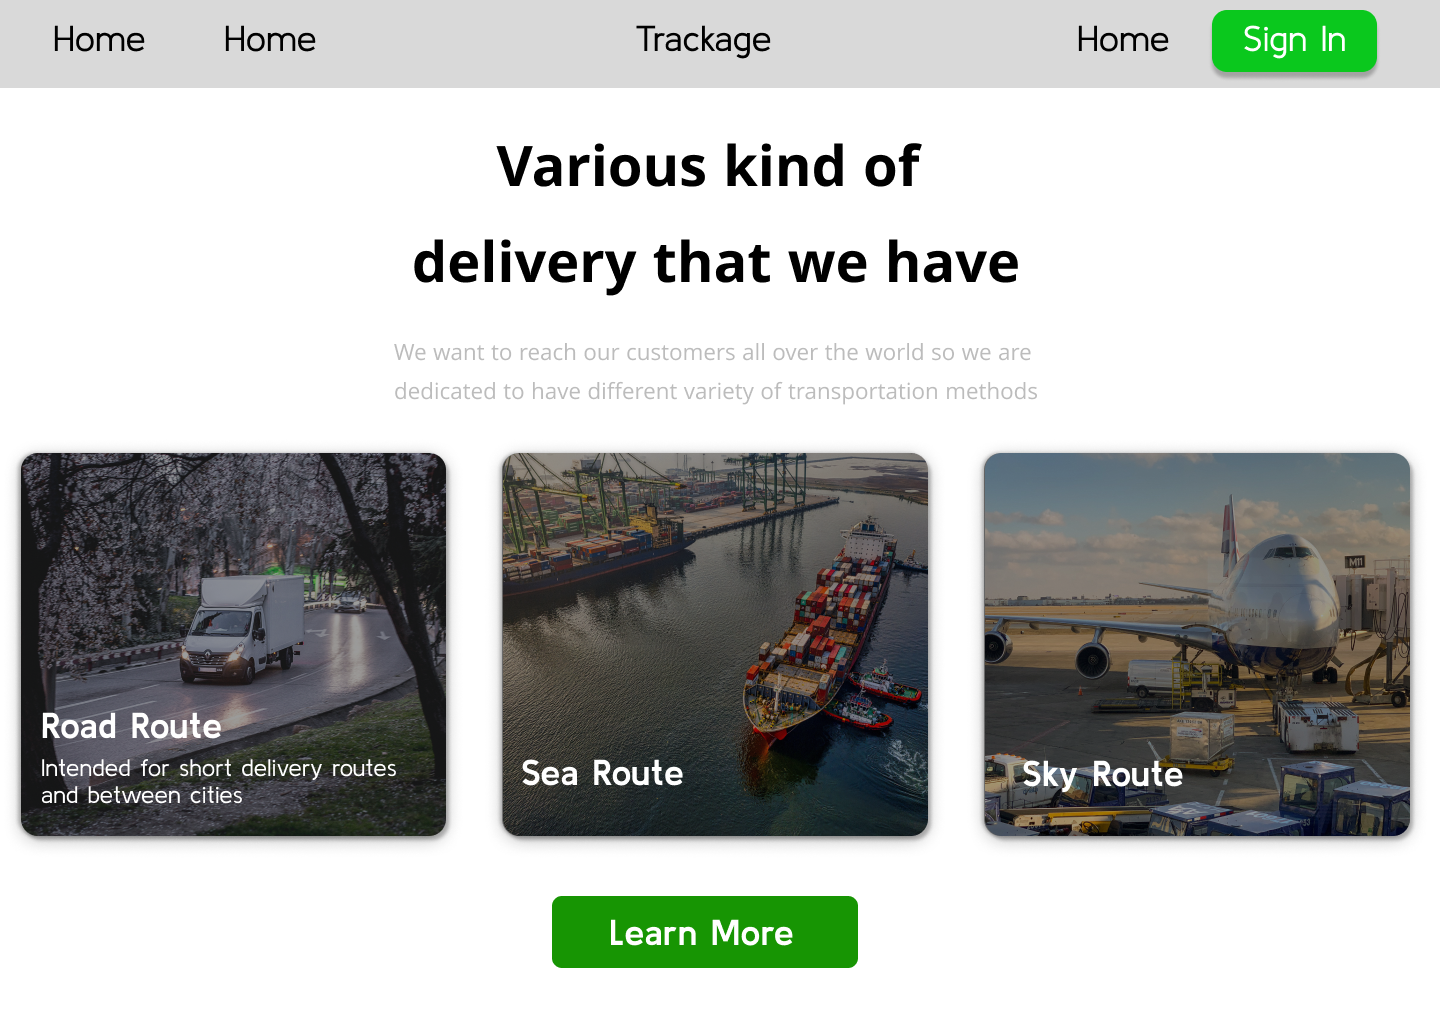 Home Home Trackage Home Sign In
Various kind of
delivery that we have
We want to reach our customers all over the world so we are
dedicated to have different variety of transportation methods
M11
Road Route
Intended for short delivery routes
and between cities
Sea Route
Sky Route
Learn More